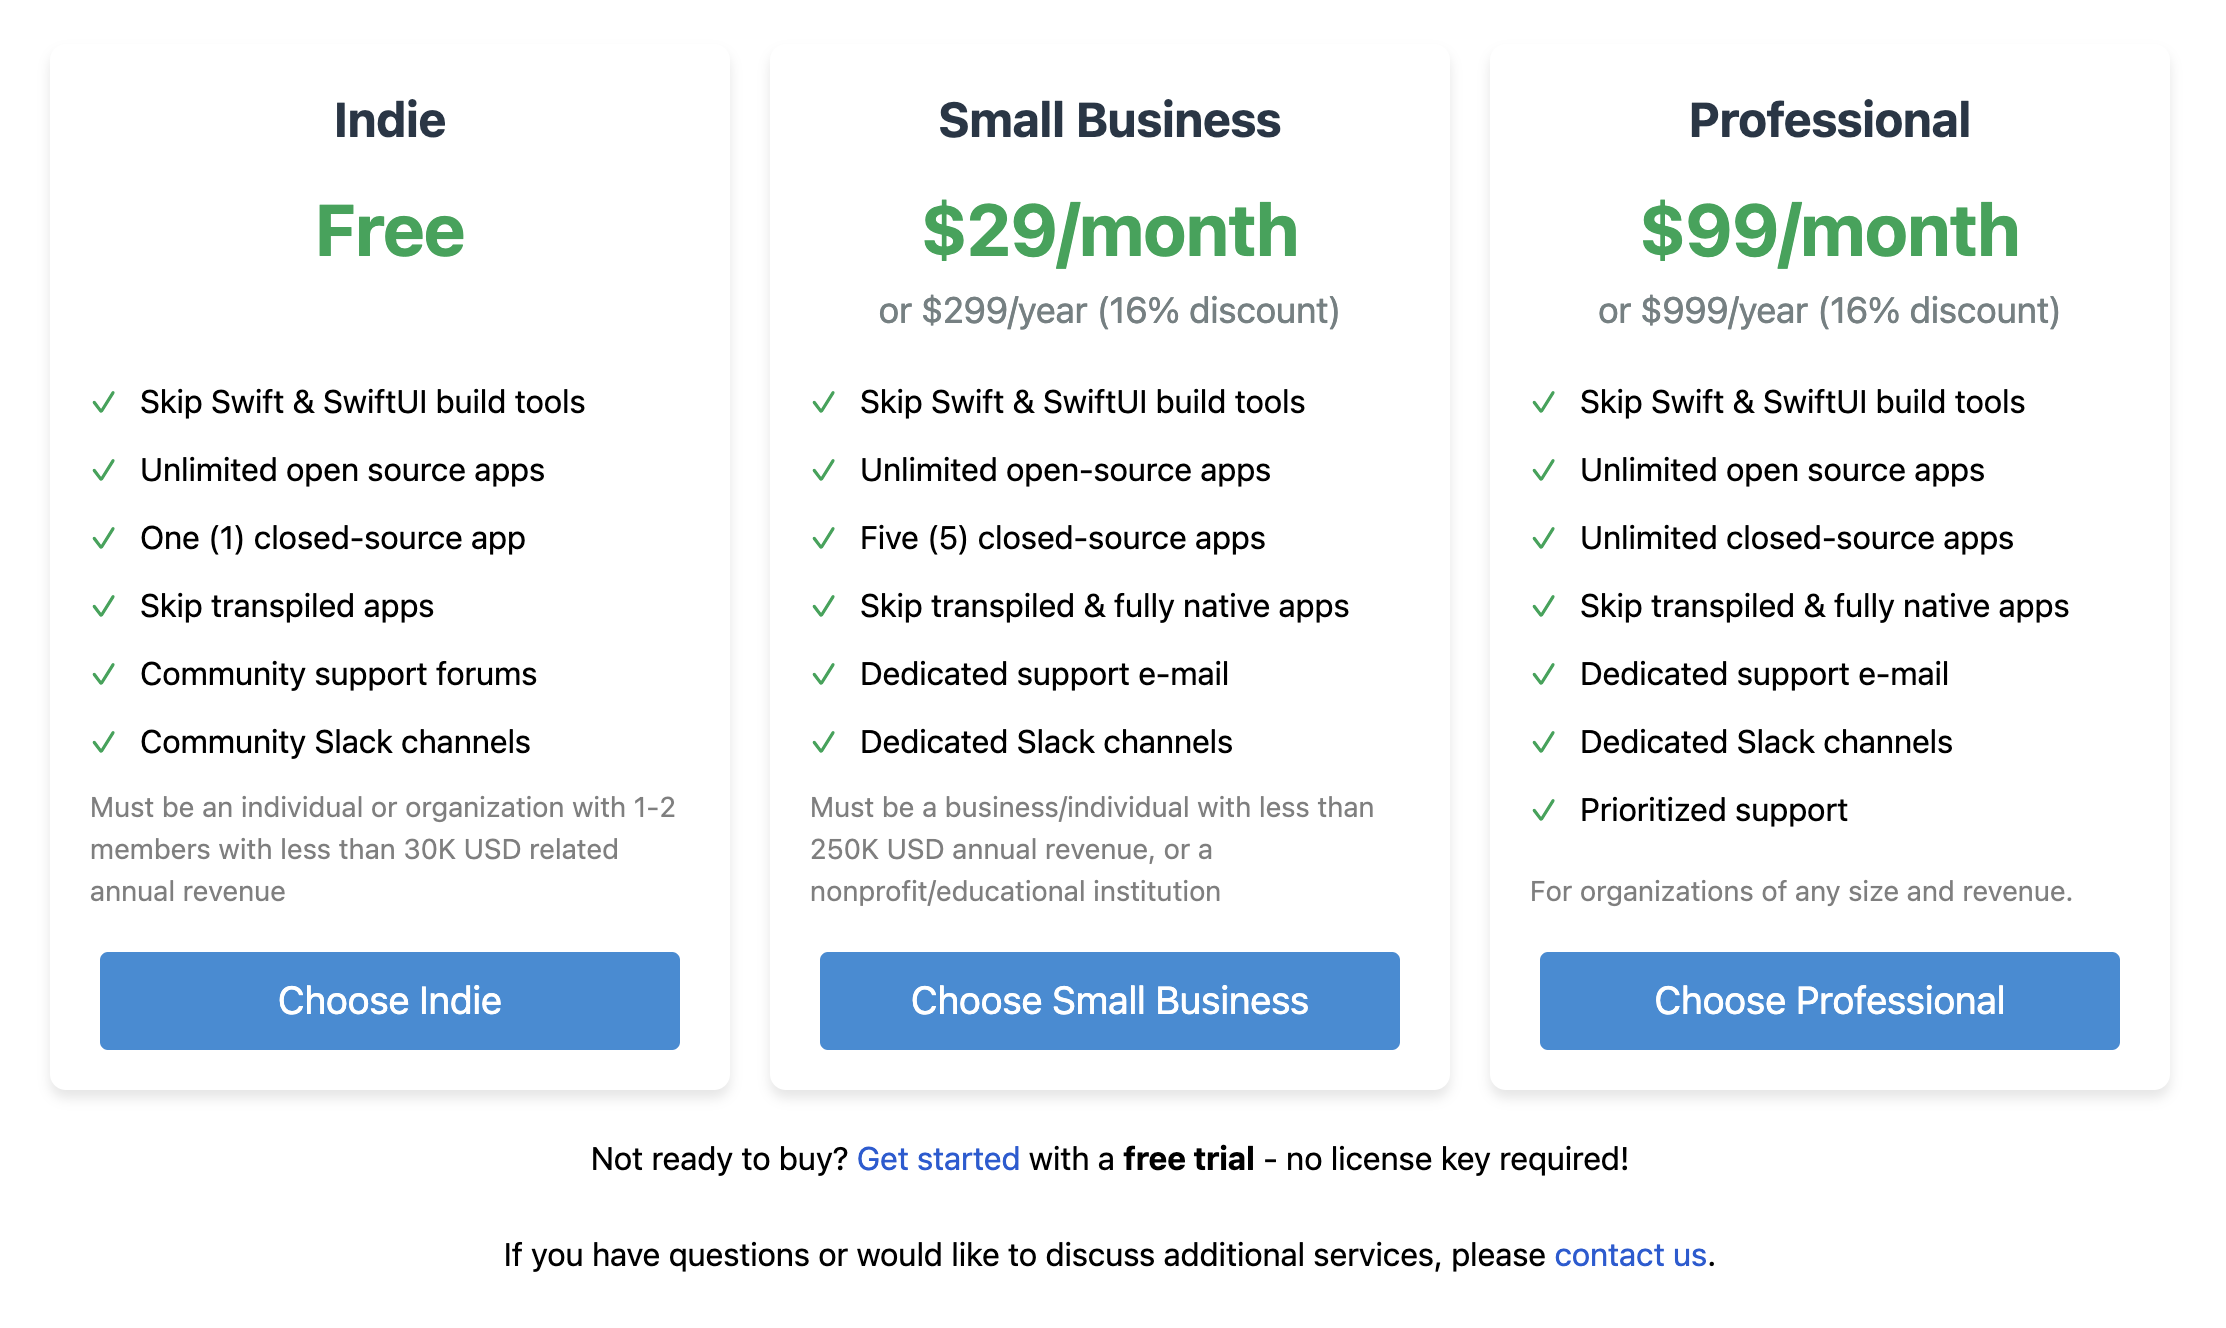 Indie
Free
✓ Skip Swift & SwiftUI build tools
✓ Unlimited open source apps
✓ One (1) closed-source app
✓ Skip transpiled apps
✓ Community support forums
✓ Community Slack channels
Must be an individual or organization with 1-2
members with less than 30K USD related
annual revenue
Choose Indie
Small Business
$29/month
or $299/year (16% discount)
✓ Skip Swift & SwiftUI build tools
✓ Unlimited open-source apps
✓ Five (5) closed-source apps
✓ Skip transpiled & fully native apps
✓ Dedicated support e-mail
✓ Dedicated Slack channels
Must be a business/individual with less than
250K USD annual revenue, or a
nonprofit/educational institution
Choose Small Business
Professional
$99/month
or $999/year (16% discount)
✓ Skip Swift & SwiftUI build tools
✓ Unlimited open source apps
✓ Unlimited closed-source apps
✓ Skip transpiled & fully native apps
✓ Dedicated support e-mail
✓ Dedicated Slack channels
✓ Prioritized support
For organizations of any size and revenue.
Choose Professional
Not ready to buy? Get started with a free trial - no license key required!
If you have questions or would like to discuss additional services, please contact us.